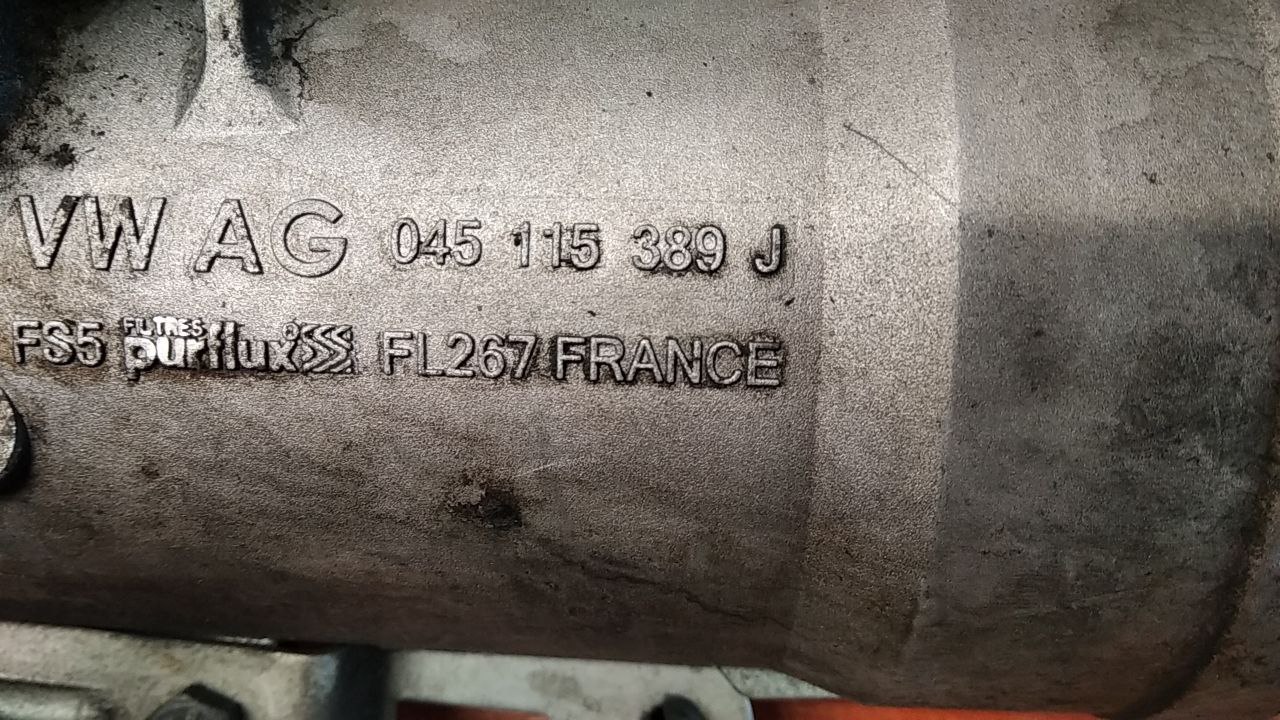 VW AG 045 115 389 J
FS5 FILTRES purflux® FL267 FRANCE